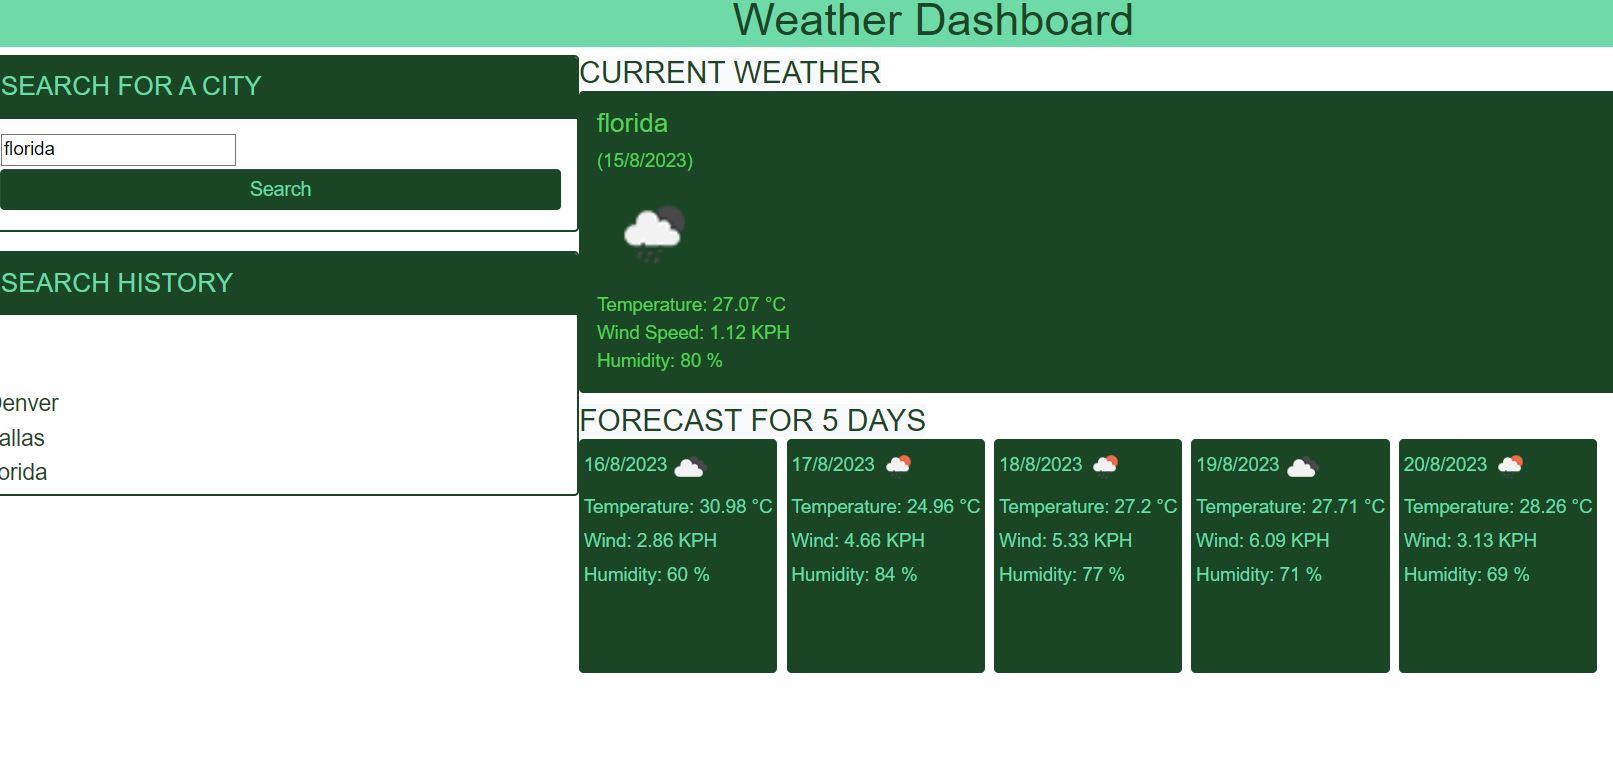 Weather Dashboard
SEARCH FOR A CITY
florida
Search
SEARCH HISTORY
enver
allas
orida
CURRENT WEATHER
florida
(15/8/2023)
Temperature: 27.07 °C
Wind Speed: 1.12 KPH
Humidity: 80 %
FORECAST FOR 5 DAYS
16/8/2023
Temperature: 30.98 °C
Wind: 2.86 KPH
Humidity: 60 %
17/8/2023
Temperature: 24.96 °C
Wind: 4.66 KPH
Humidity: 84 %
18/8/2023
Temperature: 27.2 °C
Wind: 5.33 KPH
Humidity: 77 %
19/8/2023
Temperature: 27.71 °C
Wind: 6.09 KPH
Humidity: 71 %
20/8/2023
Temperature: 28.26 °C
Wind: 3.13 KPH
Humidity: 69 %